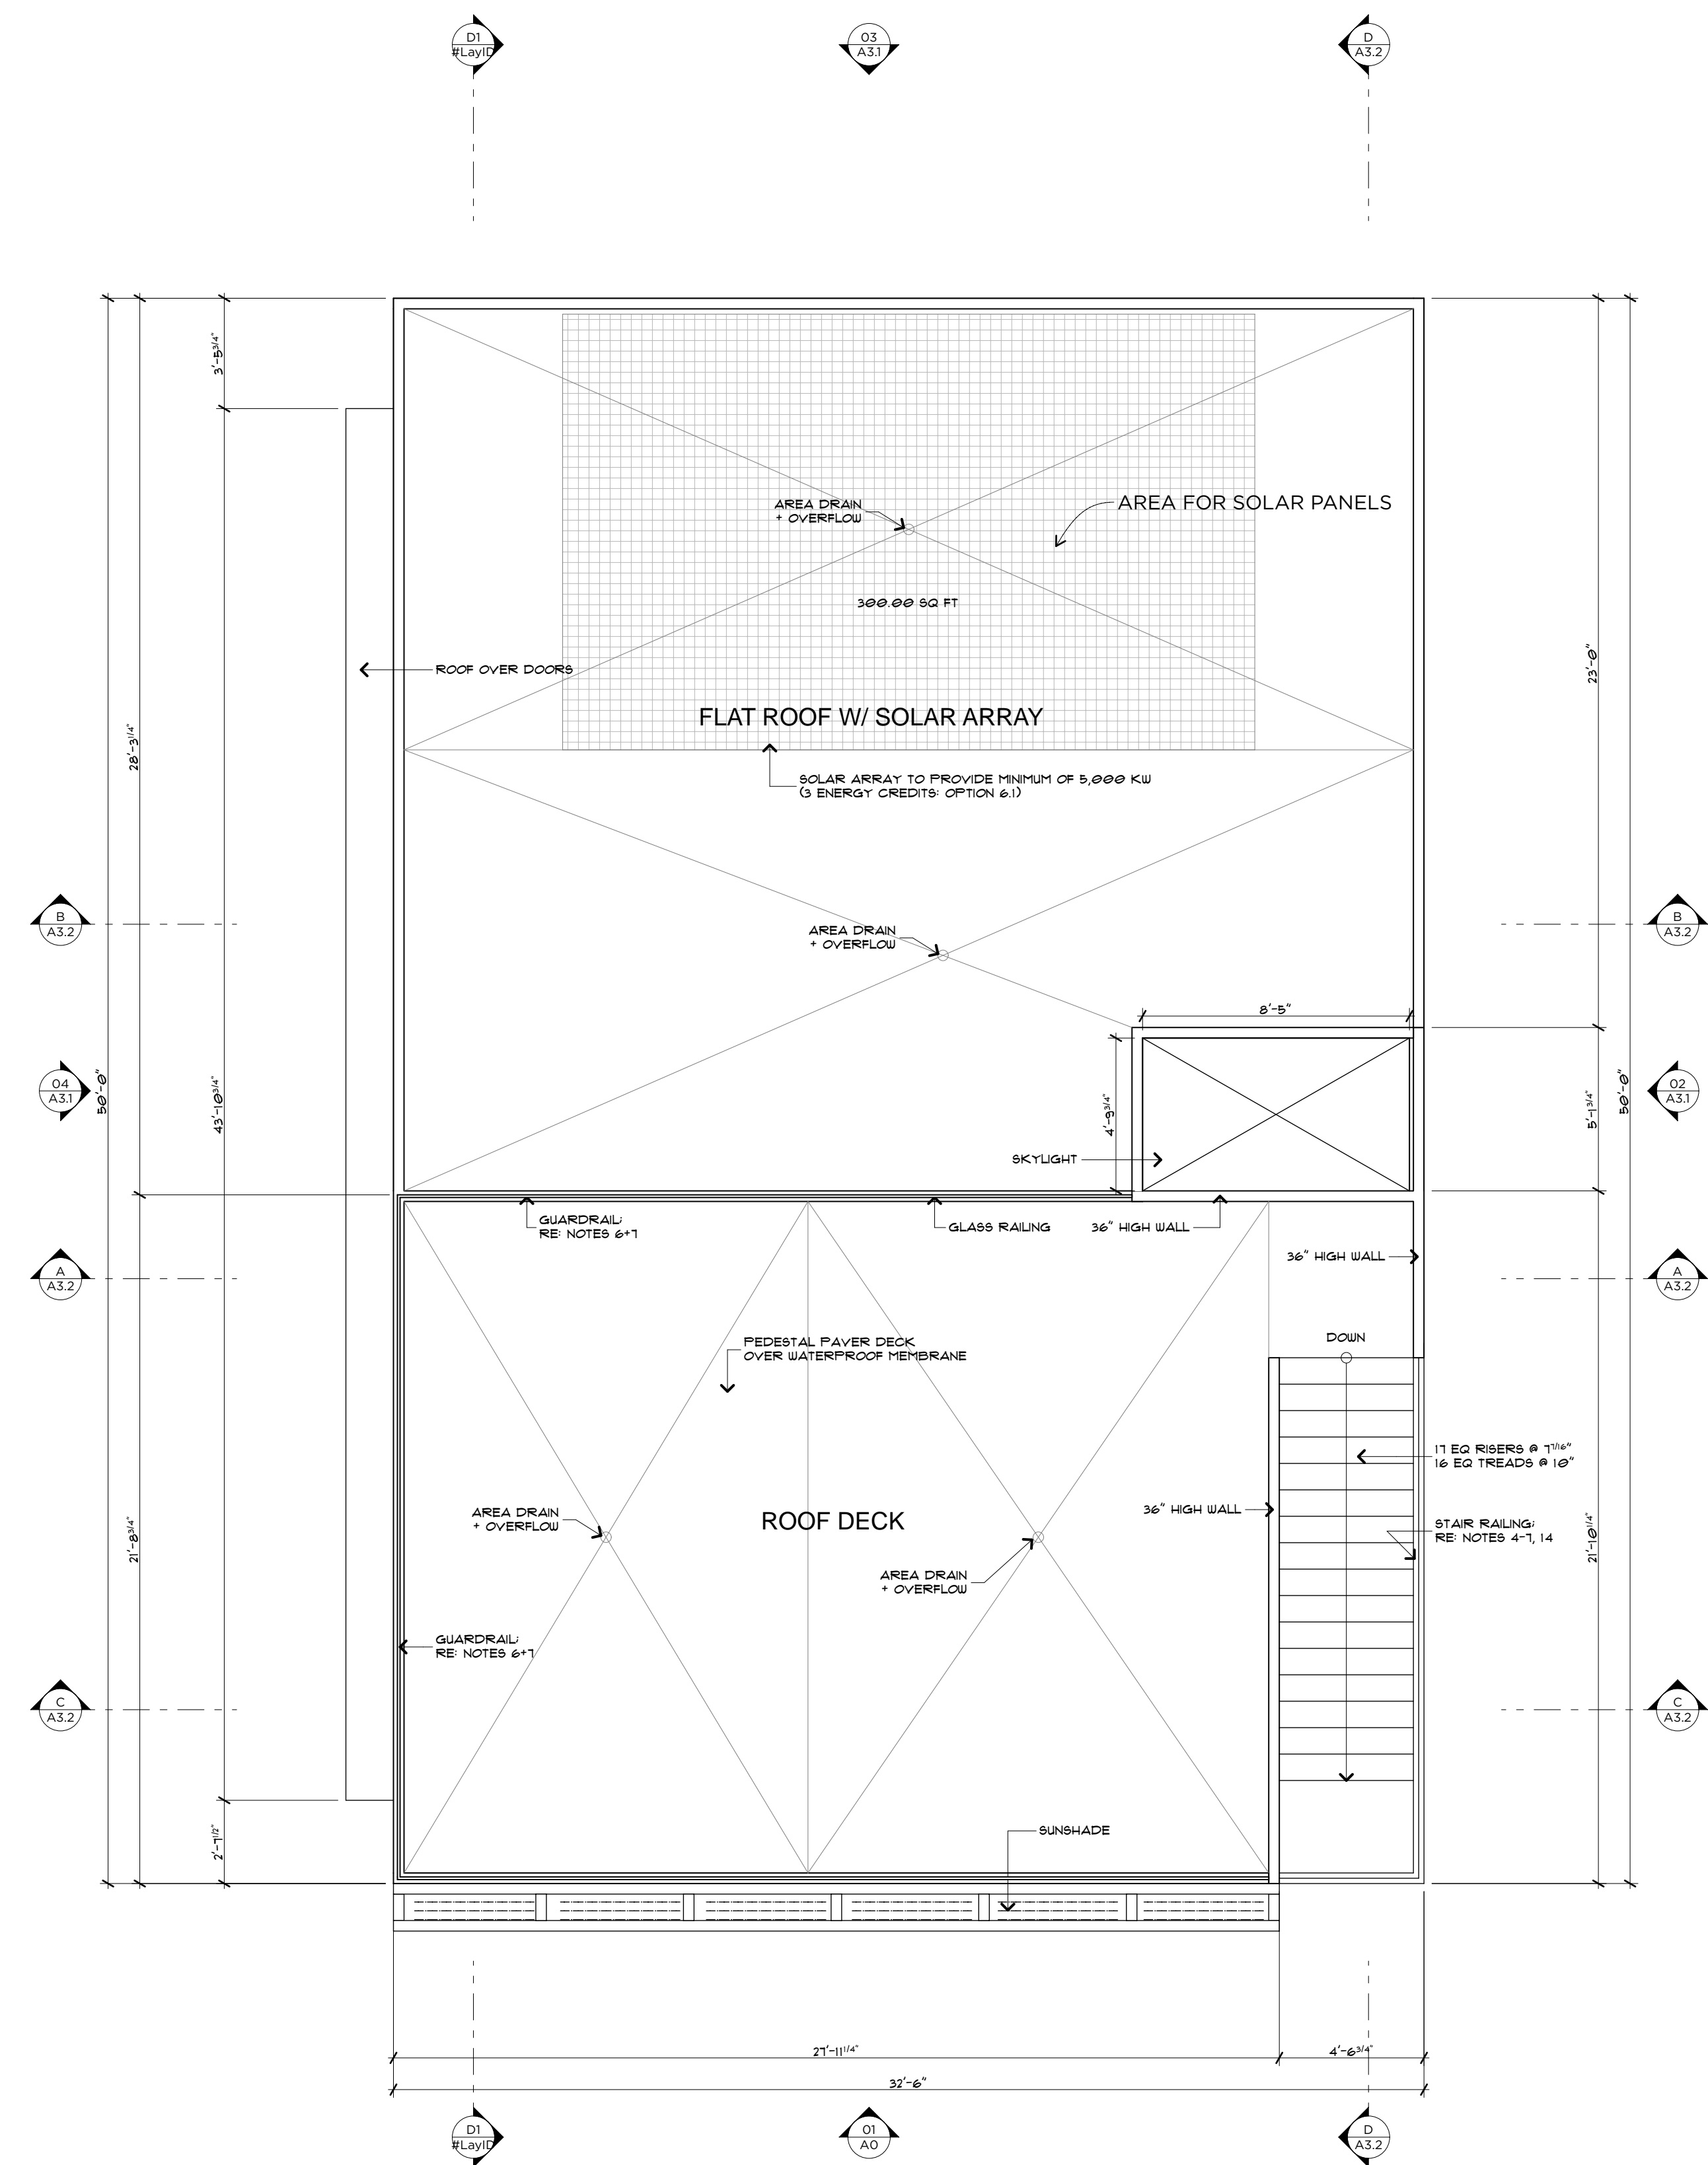 D1
#LayID
03
A3.1
D
A3.2
3'-5 3/4"
AREA DRAIN
+ OVERFLOW
AREA FOR SOLAR PANELS
300.00 SQ FT
ROOF OVER DOORS
23'-0"
FLAT ROOF W/ SOLAR ARRAY
28'-3 1/4"
SOLAR ARRAY TO PROVIDE MINIMUM OF 5,000 KW
(3 ENERGY CREDITS: OPTION 6.1)
B
A3.2
AREA DRAIN
+ OVERFLOW
B
A3.2
8'-5"
04
A3.1
50'-0"
43'-10 3/4"
4'-9 3/4"
5'-1 3/4"
50'-0"
02
A3.1
SKYLIGHT
GUARDRAIL;
RE: NOTES 6+7
GLASS RAILING
36" HIGH WALL
36" HIGH WALL
A
A3.2
A
A3.2
DOWN
PEDESTAL PAVER DECK
OVER WATERPROOF MEMBRANE
17 EQ RISERS @ 7 7/16"
16 EQ TREADS @ 10"
AREA DRAIN
+ OVERFLOW
ROOF DECK
36" HIGH WALL
STAIR RAILING;
RE: NOTES 4-7, 14
21'-8 3/4"
21'-10 1/4"
AREA DRAIN
+ OVERFLOW
GUARDRAIL;
RE: NOTES 6+7
C
A3.2
C
A3.2
2'-7 1/2"
SUNSHADE
27'-11 1/4"
4'-6 3/4"
32'-6"
D1
#LayID
01
A0
D
A3.2